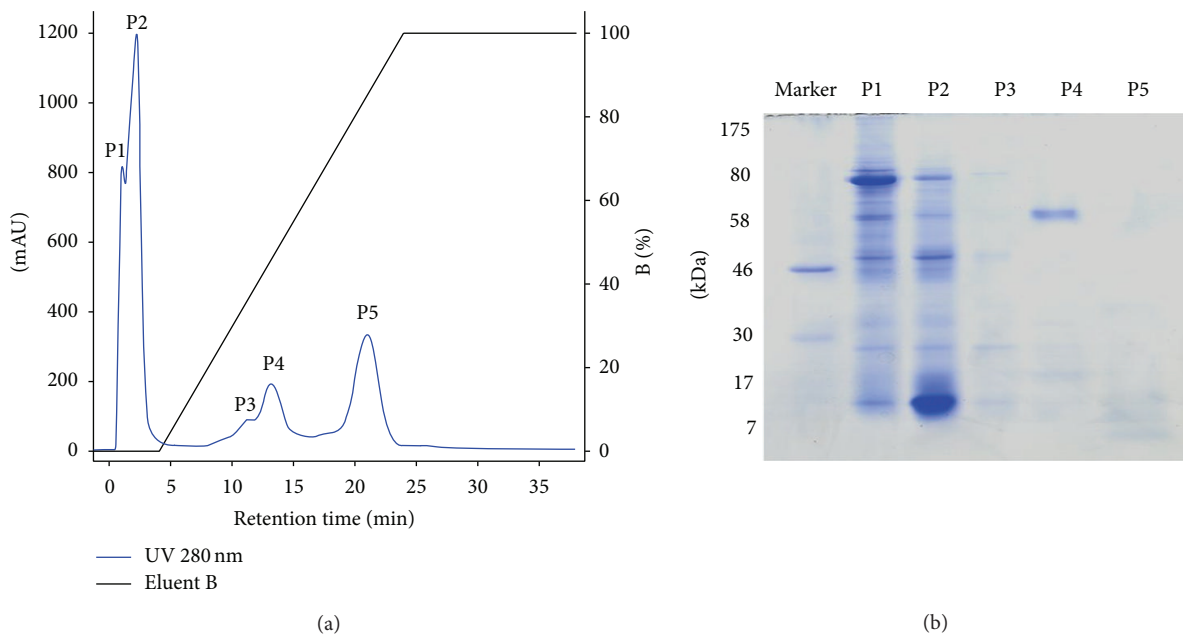 P2
P1
P3
P4
P5
1200
1000
800
600
400
200
0
(mAU)
100
80
60
40
20
0
B (%)
0 5 10 15 20 25 30 35
Retention time (min)
UV 280 nm
Eluent B
(a)
Marker P1 P2 P3 P4 P5
175
80
58
46
30
17
7
(kDa)
(b)